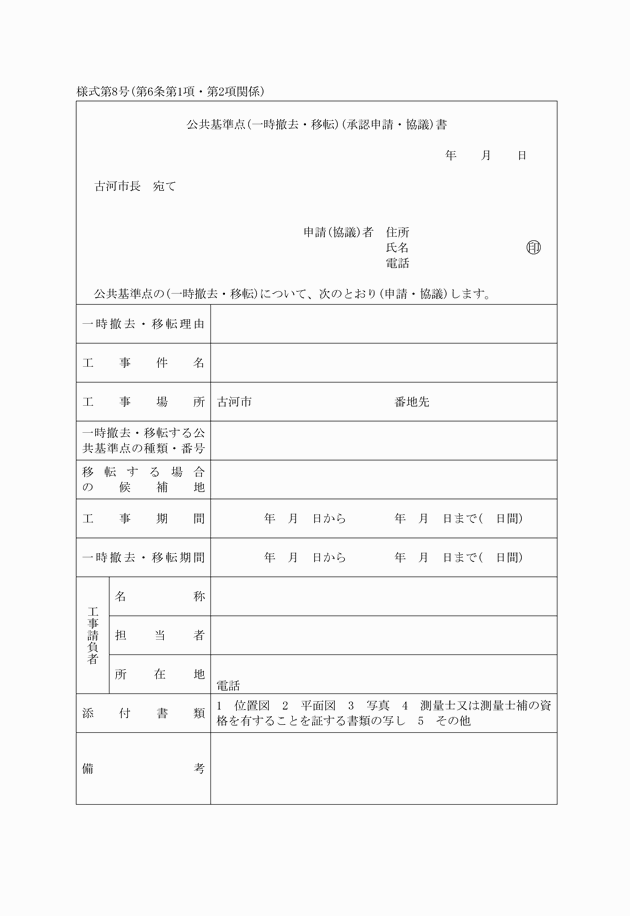 様式第8号(第6条第1項・第2項関係)
公共基準点(一時撤去・移転)(承認申請・協議)書
年　月　日
古河市長　宛て
申請(協議)者　住所
氏名　㊞
電話
公共基準点の(一時撤去・移転)について、次のとおり(申請・協議)します。
一時撤去・移転理由
工事件名
工事場所　古河市　番地先
一時撤去・移転する公
共基準点の種類・番号
移転する場合
の候補地
工事期間　年　月　日から　年　月　日まで(　日間)
一時撤去・移転期間　年　月　日から　年　月　日まで(　日間)
工事請負者
名称
担当者
所在地
電話
添付書類
1　位置図　2　平面図　3　写真　4　測量士又は測量士補の資
格を有することを証する書類の写し　5　その他
備考